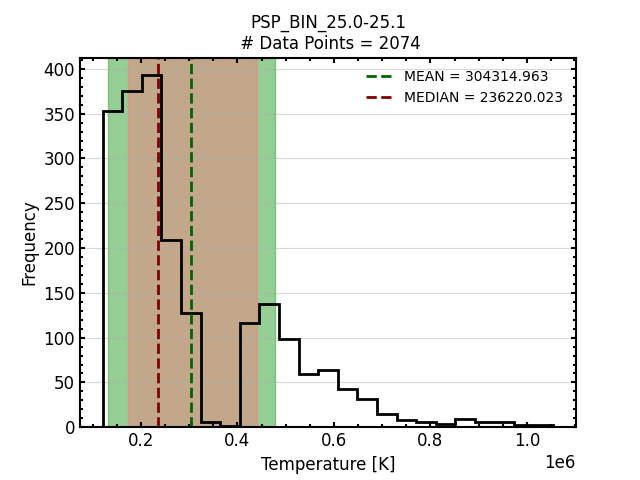 PSP_BIN_25.0-25.1
# Data Points = 2074
MEAN = 304314.963
MEDIAN = 236220.023
Frequency
400
350
300
250
200
150
100
50
0
0.2 0.4 0.6 0.8 1.0
1e6
Temperature [K]